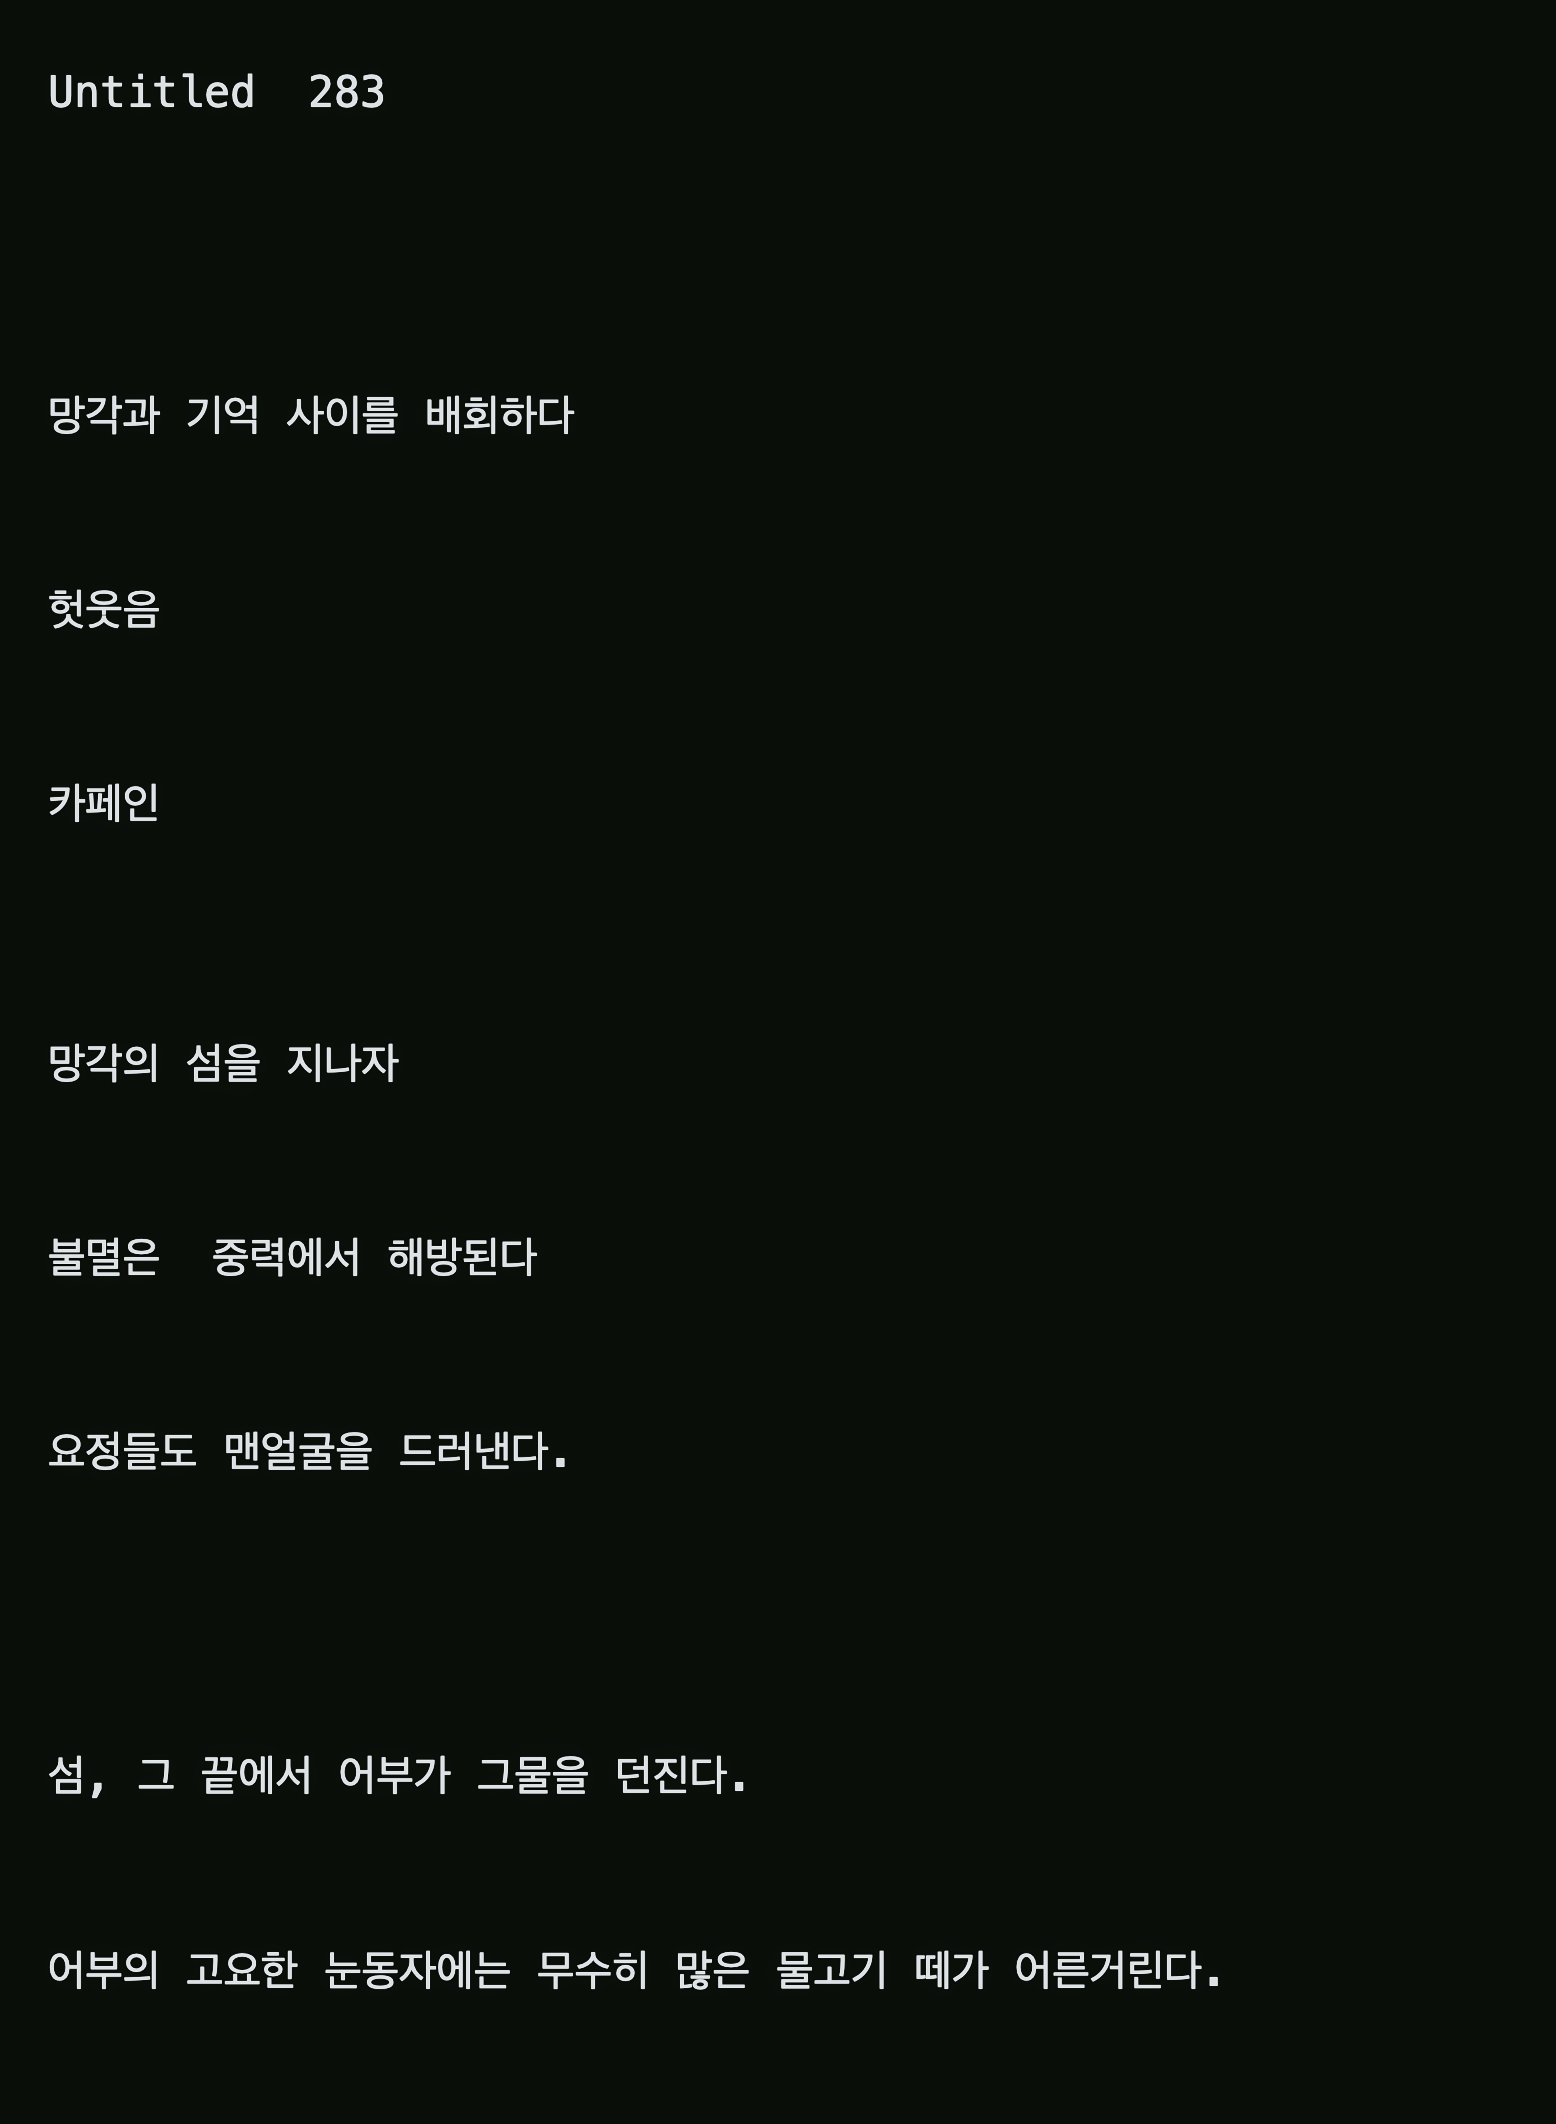 Untitled  283
망각과 기억 사이를 배회하다
헛웃음
카페인
망각의 섬을 지나자
불멸은  중력에서 해방된다
요정들도 맨얼굴을 드러낸다.
섬, 그 끝에서 어부가 그물을 던진다.
어부의 고요한 눈동자에는 무수히 많은 물고기 떼가 어른거린다.